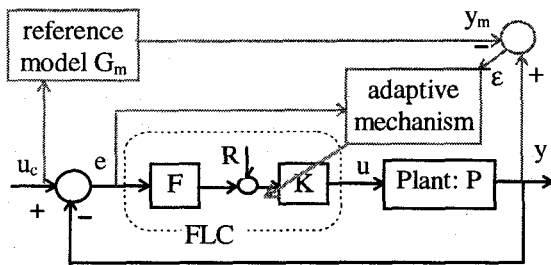 reference
model Gm
ym
−
+
ε
adaptive
mechanism
uc
e
R
F
K
u
Plant: P
y
+
−
FLC